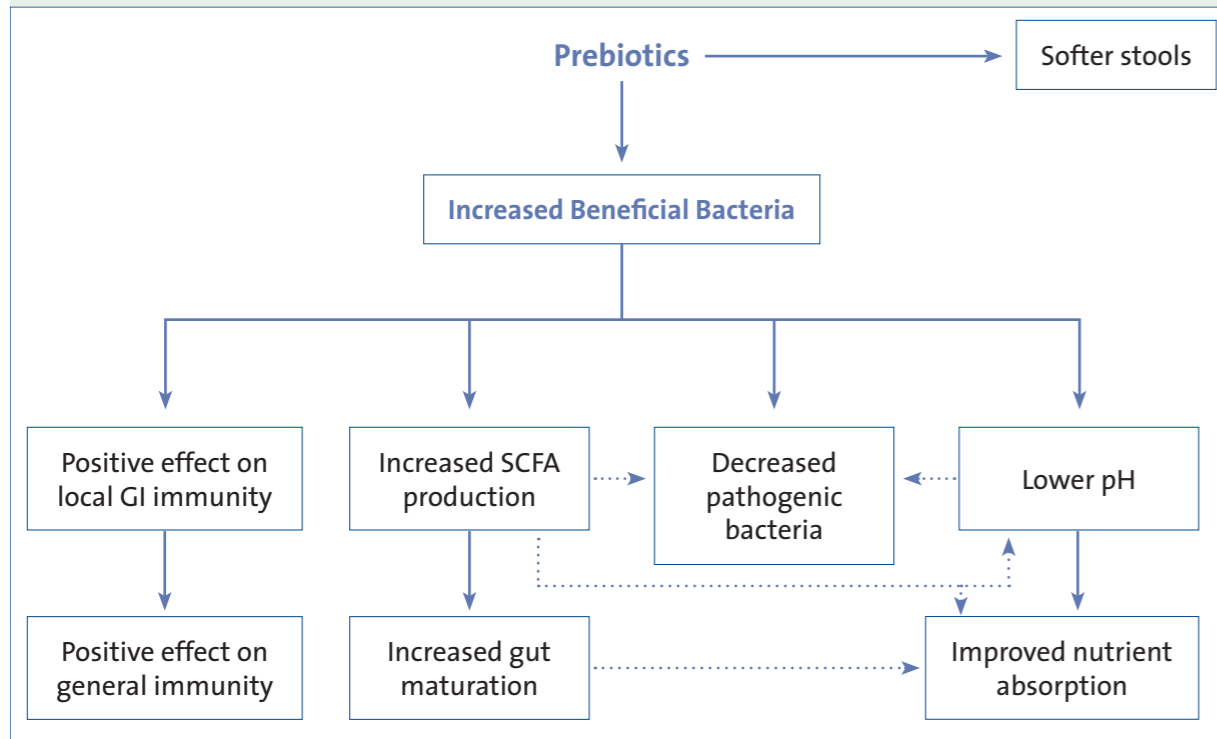 Prebiotics
Softer stools
Increased Beneficial Bacteria
Positive effect on
local GI immunity
Increased SCFA
production
Decreased
pathogenic
bacteria
Lower pH
Positive effect on
general immunity
Increased gut
maturation
Improved nutrient
absorption